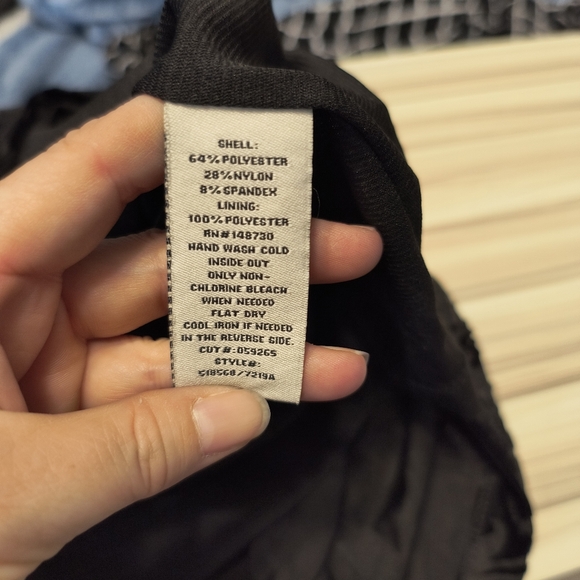 SHELL:
64% POLYESTER
28% NYLON
8% SPANDEX
LINING:
100% POLYESTER
RN# 148730
HAND WASH COLD
INSIDE OUT
ONLY NON-
CHLORINE BLEACH
WHEN NEEDED
FLAT DRY
COOL IRON IF NEEDED
IN THE REVERSE SIDE.
CUT#:059265
STYLE#:
518568/7219A